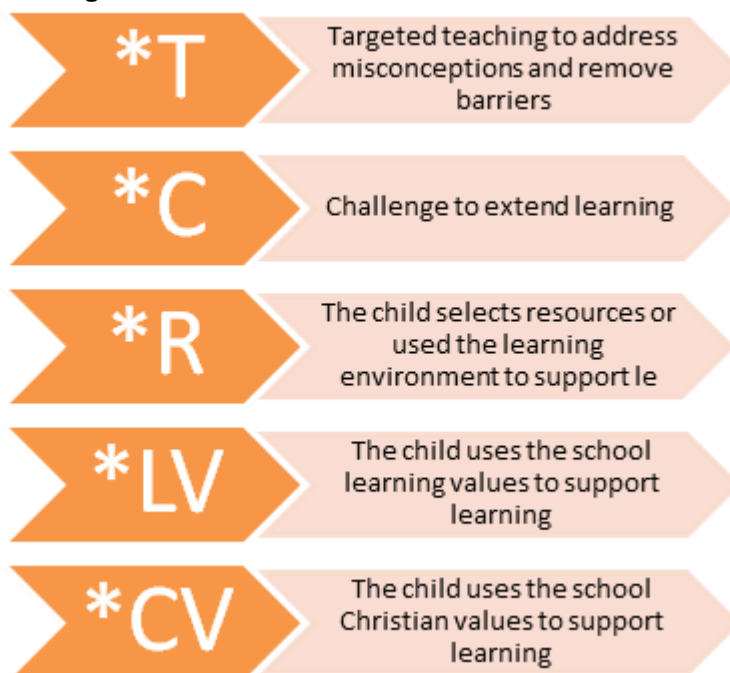 *T
Targeted teaching to address
misconceptions and remove
barriers
*C
Challenge to extend learning
*R
The child selects resources or
used the learning
environment to support le
*LV
The child uses the school
learning values to support
learning
*CV
The child uses the school
Christian values to support
learning